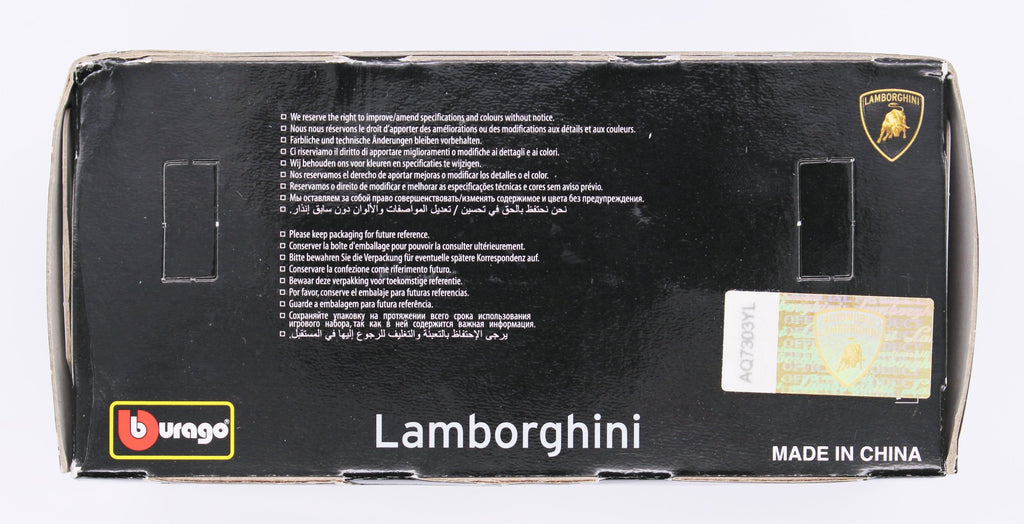 LAMBORGHINI
We reserve the right to improve/amend specifications and colours without notice.
Nous nous réservons le droit d'apporter des améliorations ou des modifications aux détails et aux couleurs.
Farbliche und technische Änderungen bleiben vorbehalten.
Ci riserviamo il diritto di apportare miglioramenti o modifiche ai dettagli e ai colori.
Wij behouden ons voor kleuren en specificaties te wijzigen.
Nos reservamos el derecho de aportar mejoras o modificar los detalles o el color.
Reservamos o direito de modificar e melhorar as especificações técnicas e cores sem aviso prévio.
Мы оставляем за собой право совершенствовать/изменять содержимое и цвета без предупреждения.
نحن نحتفظ بالحق في تحسين / تعديل المواصفات والألوان دون سابق إنذار.
Please keep packaging for future reference.
Conserver la boîte d'emballage pour pouvoir la consulter ultérieurement.
Bitte bewahren Sie die Verpackung für eventuelle spätere Korrespondenz auf.
Conservare la confezione come riferimento futuro.
Bewaar deze verpakking voor toekomstige referentie.
Por favor, conserve el embalaje para futuras referencias.
Guarde a embalagem para futura referência.
Сохраняйте упаковку на протяжении всего срока использования
игрового набора, так как в ней содержится важная информация.
يرجى الإحتفاظ بالتعبئة والتغليف للرجوع إليها في المستقبل.
AQ7303YL
burago
Lamborghini
MADE IN CHINA